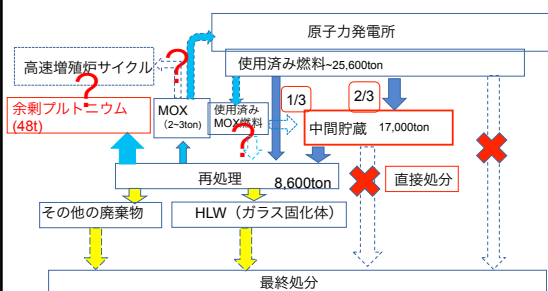 原子力発電所
使用済み燃料~25,600ton
高速増殖炉サイクル
?
?
1/3
2/3
余剰プルトニウム
(48t)
MOX
(2~3ton)
使用済み
MOX燃料
中間貯蔵 17,000ton
?
再処理 8,600ton
直接処分
その他の廃棄物
HLW（ガラス固化体）
最終処分